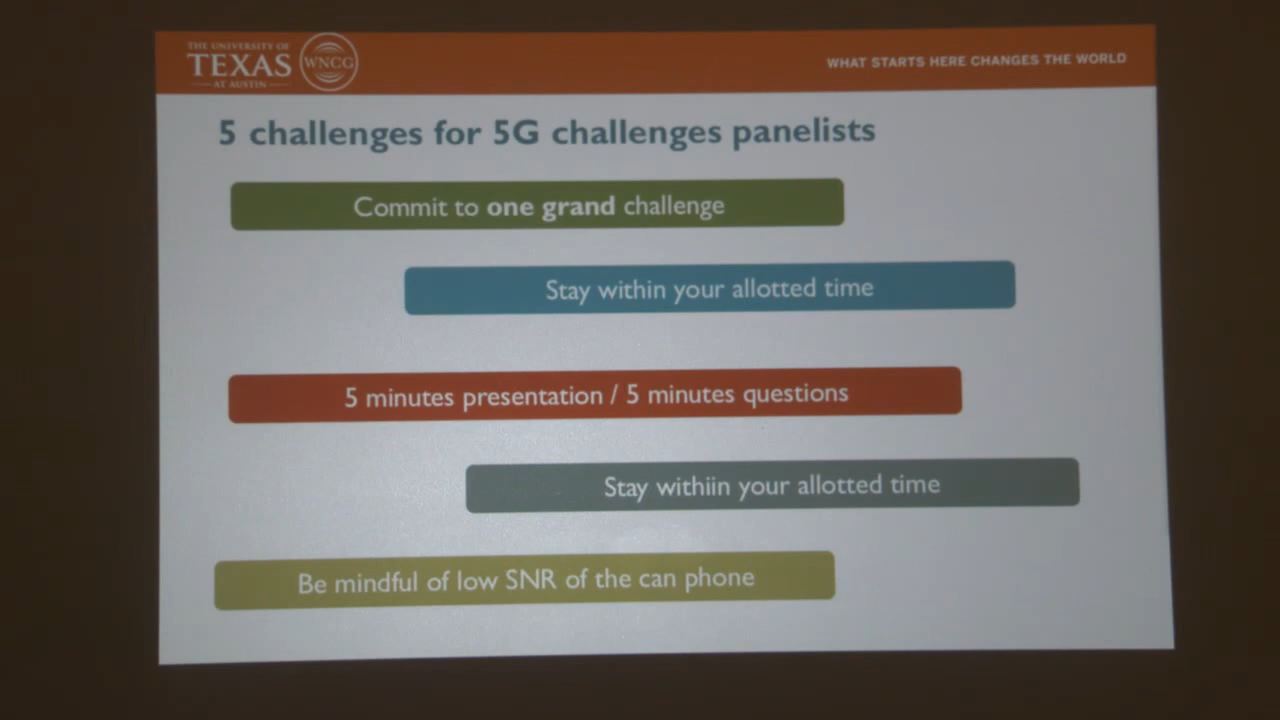 THE UNIVERSITY OF
TEXAS
AT AUSTIN
WNCG
WHAT STARTS HERE CHANGES THE WORLD
5 challenges for 5G challenges panelists
Commit to one grand challenge
Stay within your allotted time
5 minutes presentation / 5 minutes questions
Stay withiin your allotted time
Be mindful of low SNR of the can phone